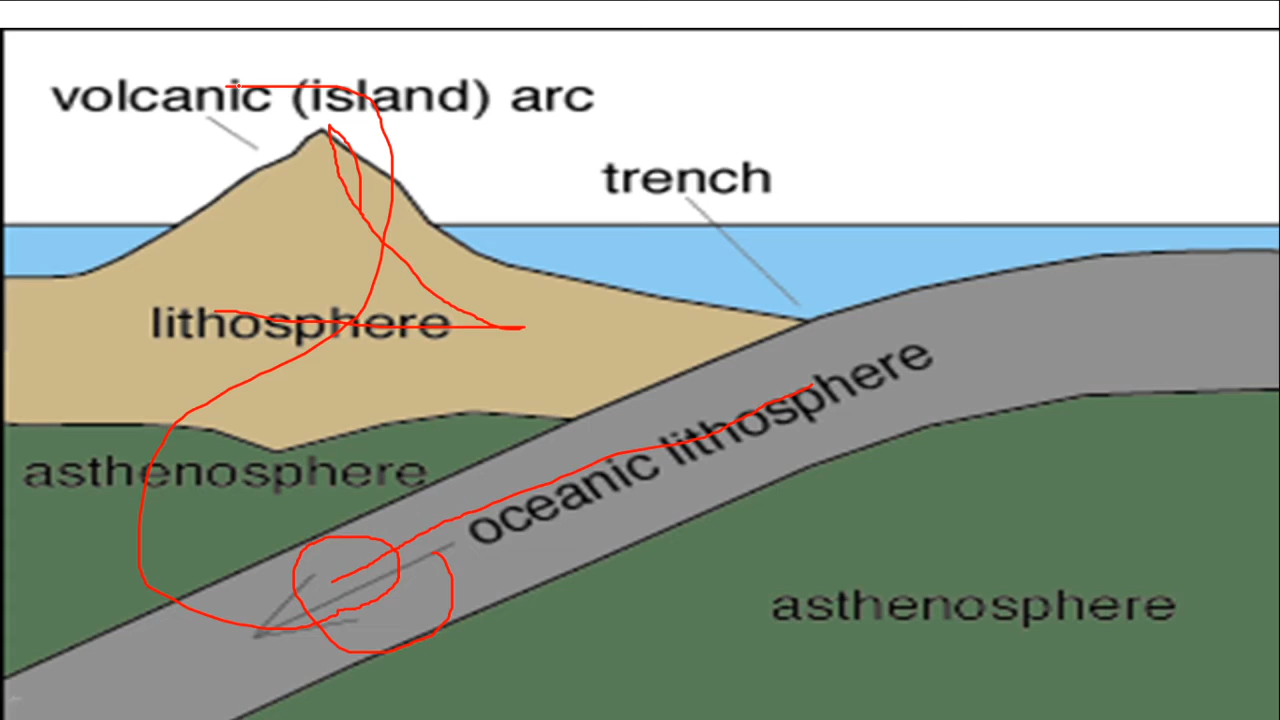 volcanic (island) arc
trench
lithosphere
oceanic lithosphere
asthenosphere
asthenosphere